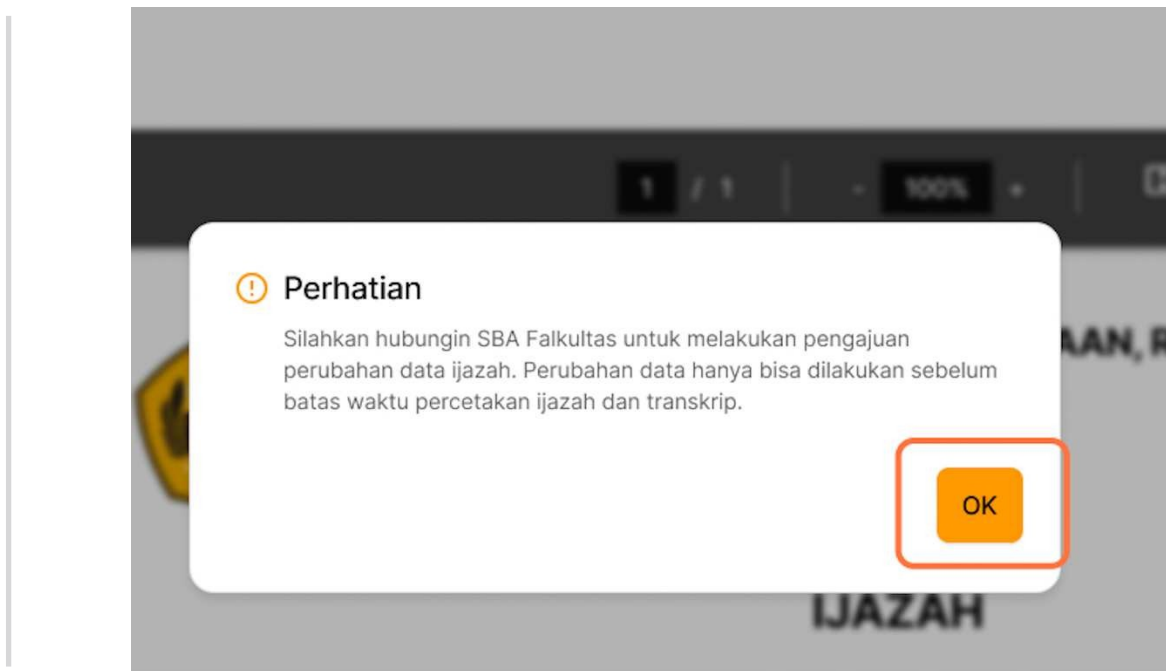 1 / 1 - 100% +
Perhatian
Silahkan hubungin SBA Falkultas untuk melakukan pengajuan
perubahan data ijazah. Perubahan data hanya bisa dilakukan sebelum
batas waktu percetakan ijazah dan transkrip.
AAN, R
OK
IJAZAH